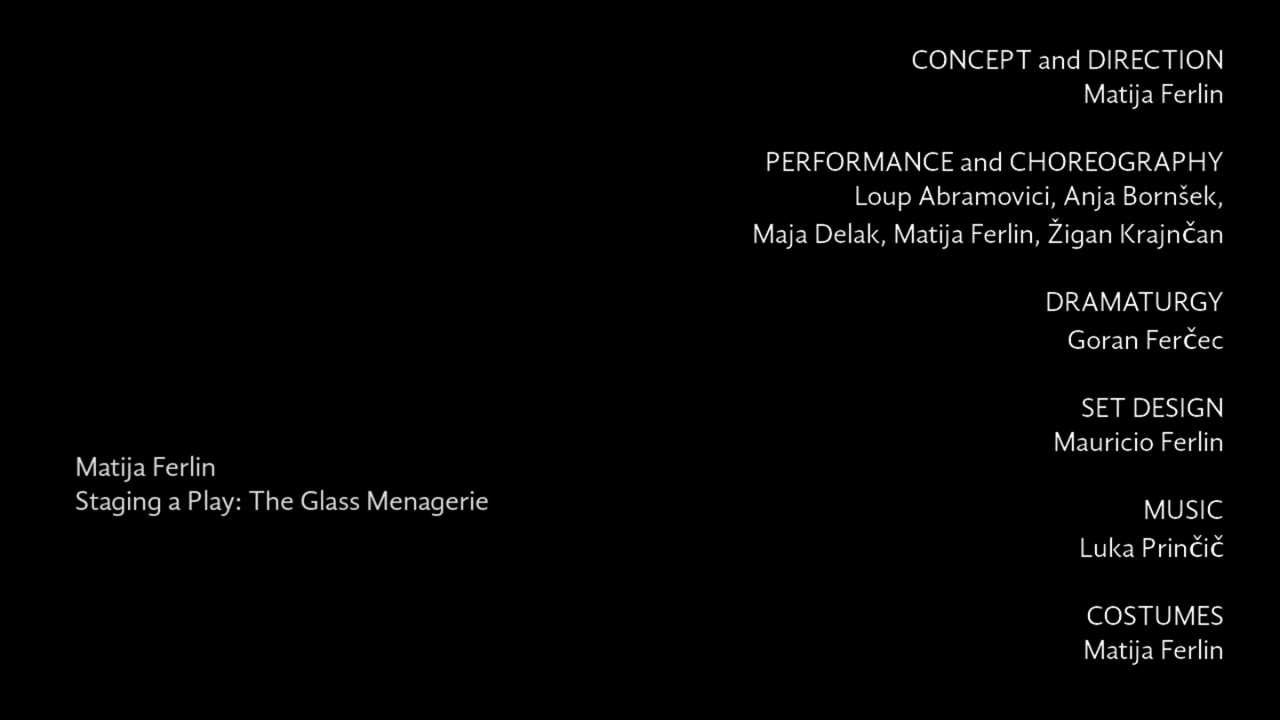 Matija Ferlin
Staging a Play: The Glass Menagerie
CONCEPT and DIRECTION
Matija Ferlin
PERFORMANCE and CHOREOGRAPHY
Loup Abramovici, Anja Bornšek,
Maja Delak, Matija Ferlin, Žigan Krajnčan
DRAMATURGY
Goran Ferčec
SET DESIGN
Mauricio Ferlin
MUSIC
Luka Prinčič
COSTUMES
Matija Ferlin